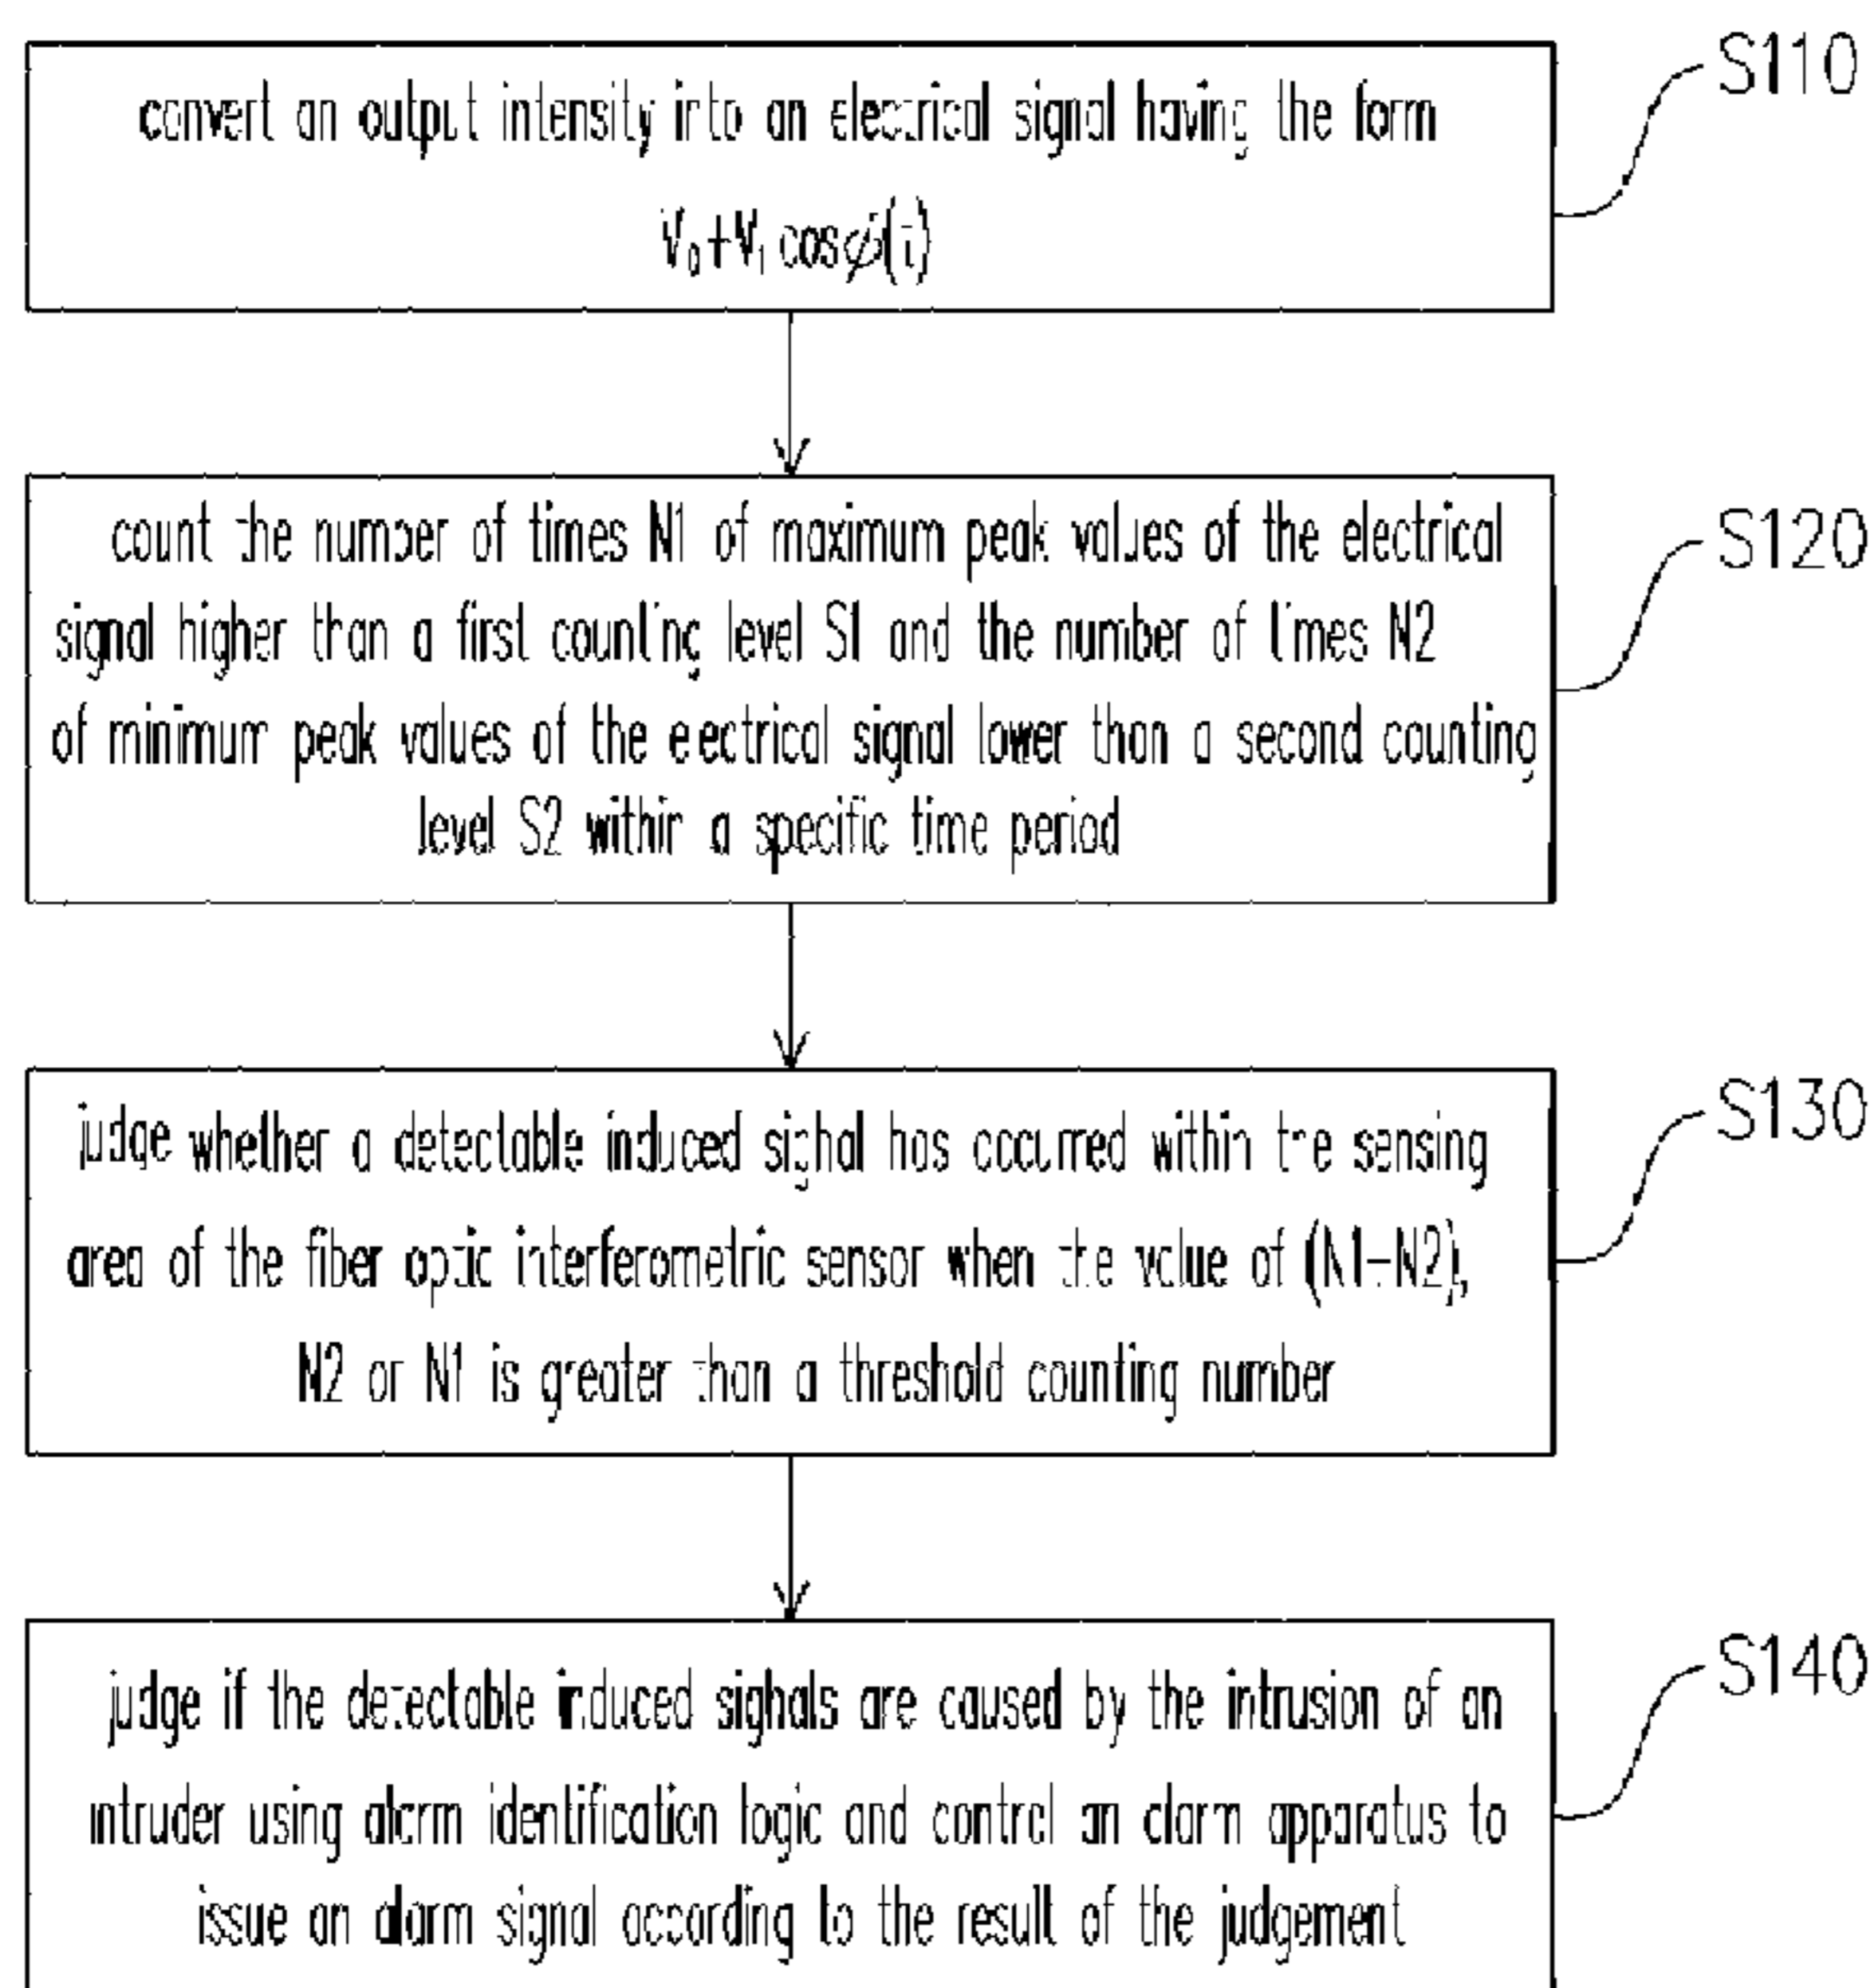 convert an output intensity into an electrical signal having the form
V₀+V₁ cosϕ(t)
S110
count the number of times N1 of maximum peak values of the electrical
signal higher than a first counting level S1 and the number of times N2
of minimum peak values of the electrical signal lower than a second counting
level S2 within a specific time period
S120
judge whether a detectable induced signal has occurred within the sensing
area of the fiber optic interferometric sensor when the value of (N1+N2),
N2 or N1 is greater than a threshold counting number
S130
judge if the detectable induced signals are caused by the intrusion of an
intruder using alarm identification logic and control an alarm apparatus to
issue an alarm signal according to the result of the judgement
S140